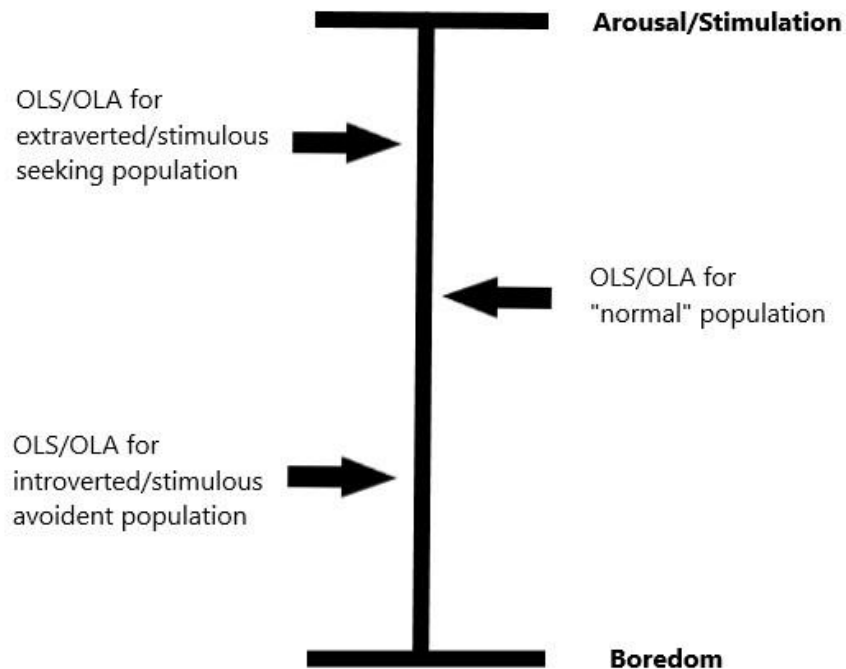 Arousal/Stimulation
OLS/OLA for
extraverted/stimulous
seeking population
OLS/OLA for
"normal" population
OLS/OLA for
introverted/stimulous
avoident population
Boredom